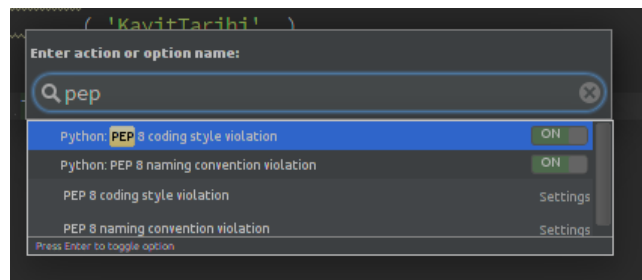 ( 'KayitTarihi' )
Enter action or option name:
pep
Python: PEP 8 coding style violation ON
Python: PEP 8 naming convention violation ON
PEP 8 coding style violation Settings
PEP 8 naming convention violation Settings
Press Enter to toggle option